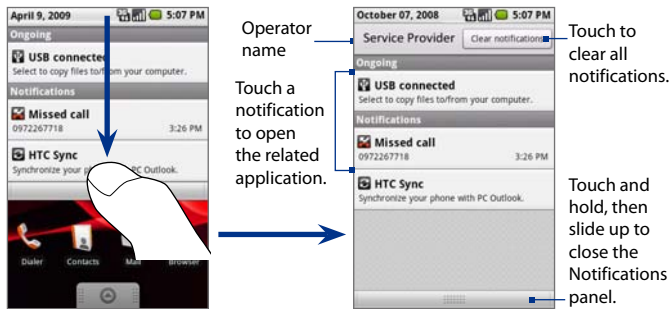 April 9, 2009
5:07 PM
Ongoing
USB connected
Select to copy files to/from your computer.
Notifications
Missed call
0972267718 3:26 PM
HTC Sync
Synchronize your ph PC Outlook.
Dialer Contacts Mail Browser
Operator
name
Touch a
notification
to open
the related
application.
October 07, 2008
5:07 PM
Service Provider Clear notifications
Ongoing
USB connected
Select to copy files to/from your computer.
Notifications
Missed call
0972267718 3:26 PM
HTC Sync
Synchronize your phone with PC Outlook.
Touch to
clear all
notifications.
Touch and
hold, then
slide up to
close the
Notifications
panel.